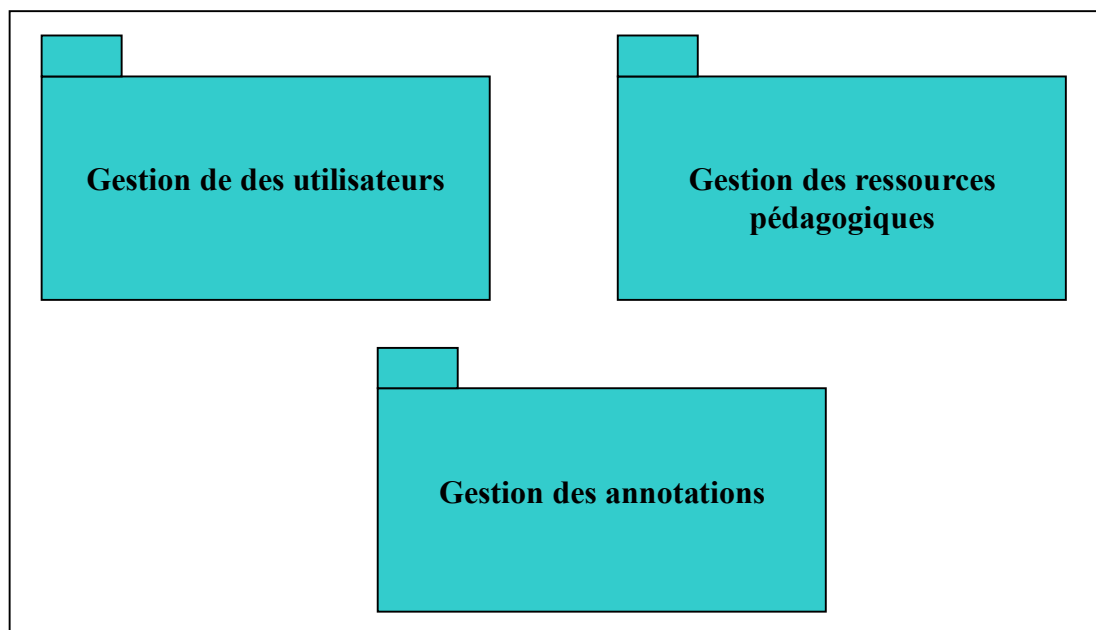 Gestion de des utilisateurs
Gestion des ressources
pédagogiques
Gestion des annotations